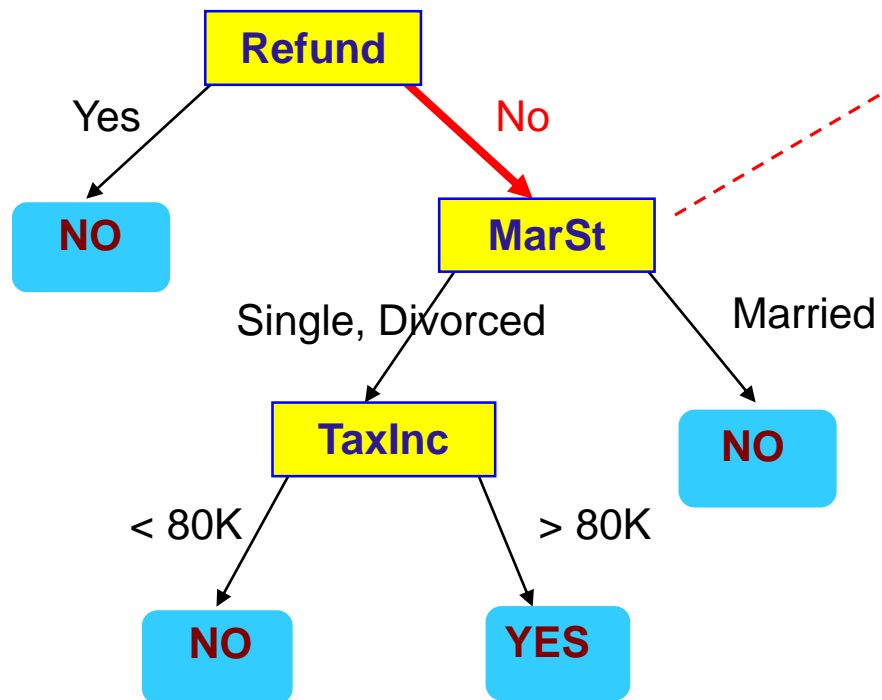 Refund
Yes
No
NO
MarSt
Single, Divorced
Married
TaxInc
NO
< 80K
> 80K
NO
YES